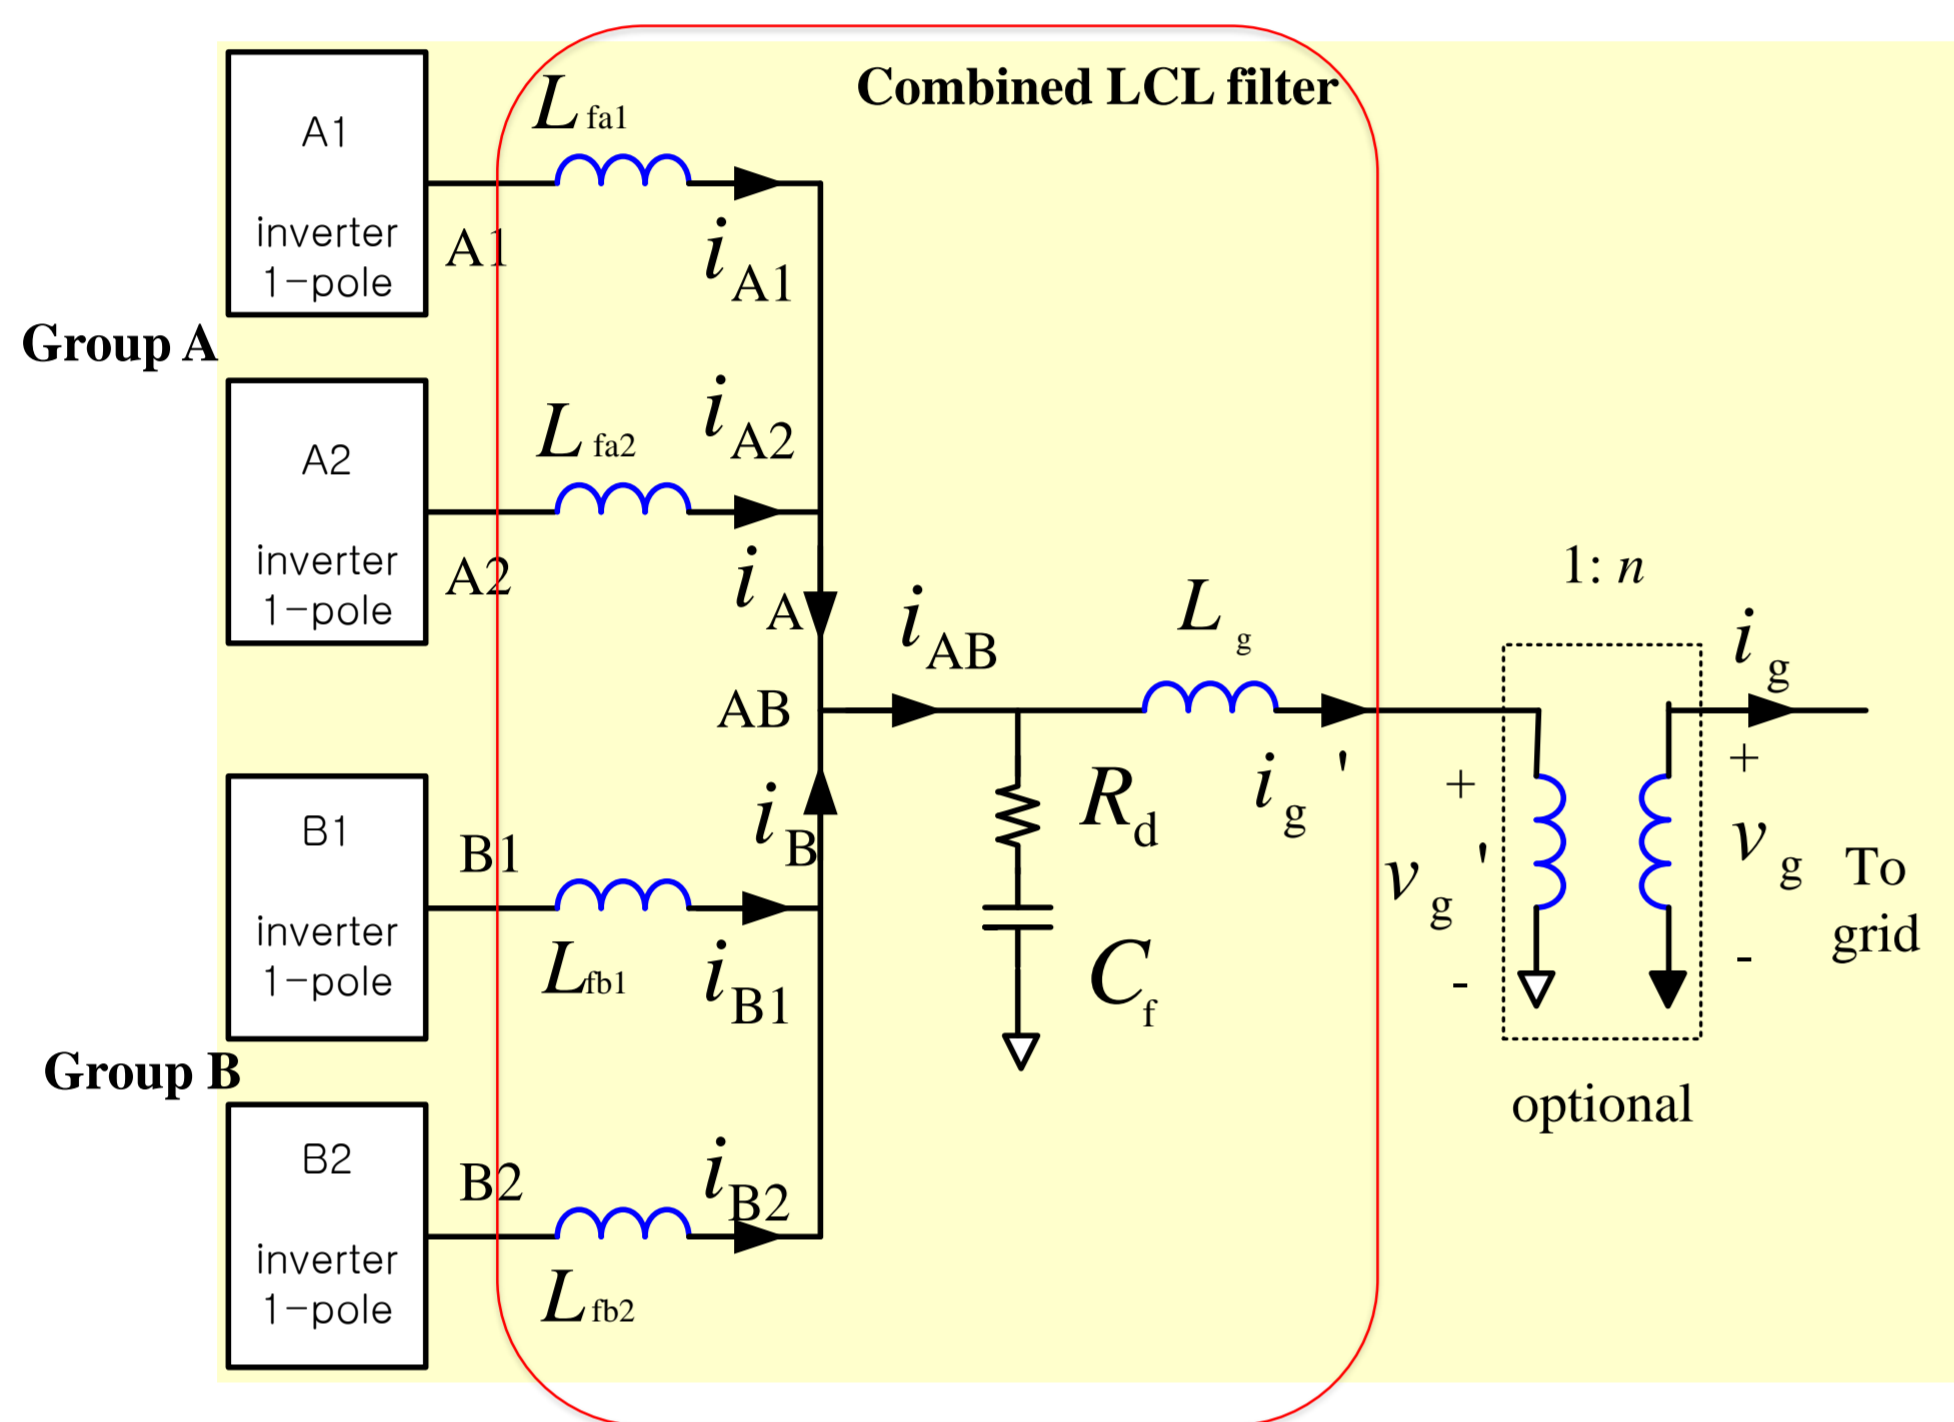 Combined LCL filter
A1
inverter
1-pole
A1
L fa1
i A1
Group A
A2
inverter
1-pole
A2
L fa2
i A2
i A
AB
i AB
L g
i g '
1: n
i g
+
v g '
-
+
v g
-
To
grid
optional
R d
C f
B1
inverter
1-pole
B1
L fb1
i B
i B1
Group B
B2
inverter
1-pole
B2
L fb2
i B2